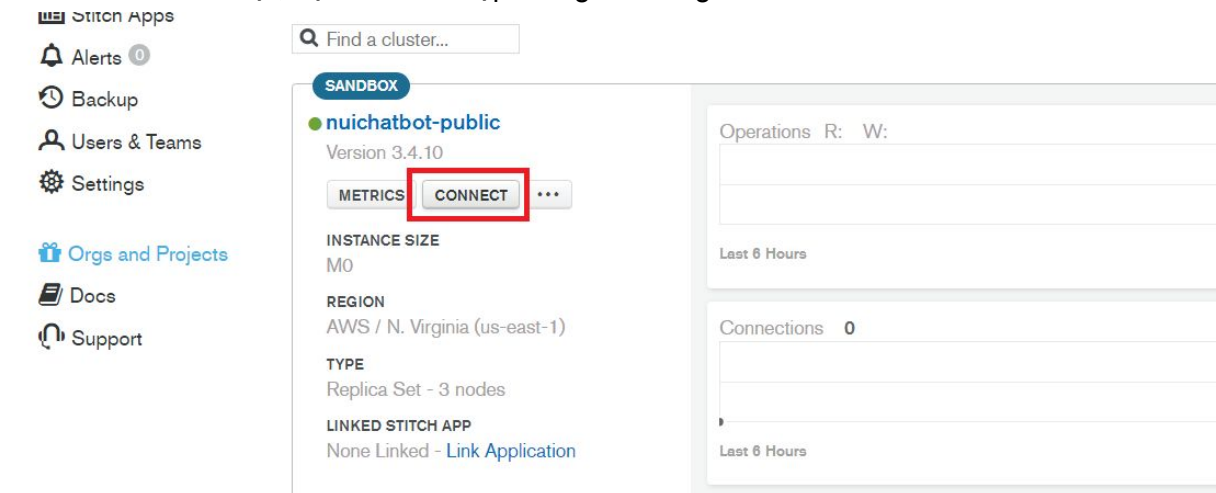 Stitch Apps
Alerts 0
Backup
Users & Teams
Settings
Orgs and Projects
Docs
Support
Find a cluster...
SANDBOX
nuichatbot-public
Version 3.4.10
METRICS CONNECT ...
INSTANCE SIZE
M0
REGION
AWS / N. Virginia (us-east-1)
TYPE
Replica Set - 3 nodes
LINKED STITCH APP
None Linked - Link Application
Operations R: W:
Last 6 Hours
Connections 0
Last 6 Hours